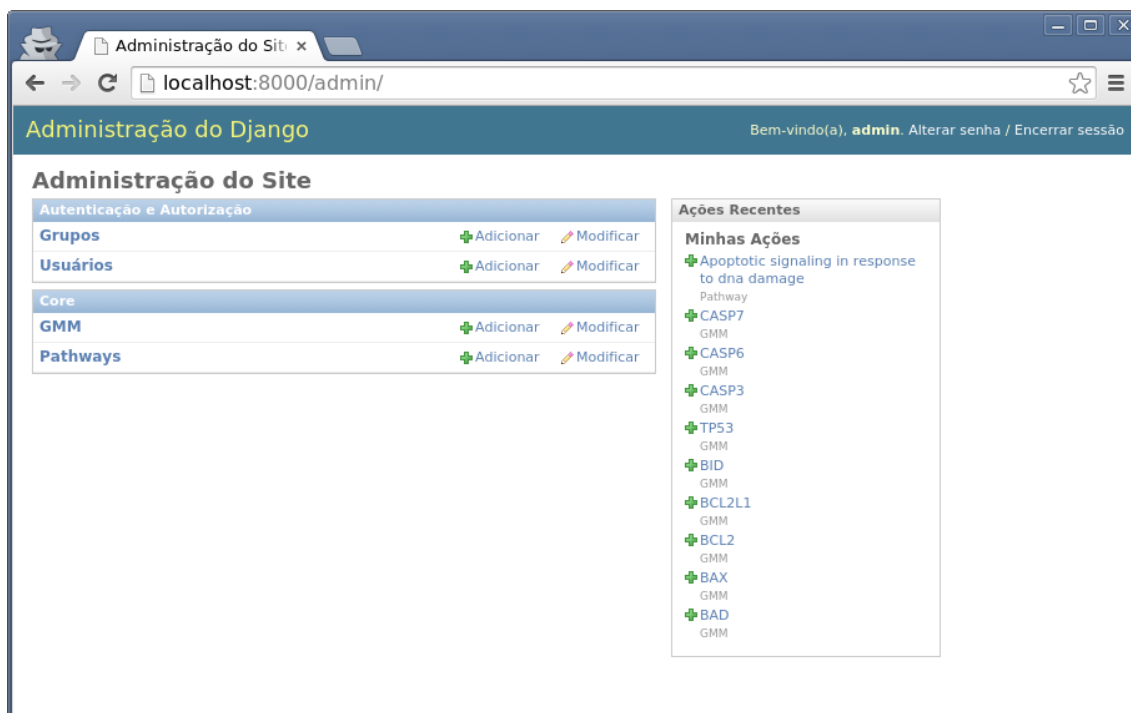 Administração do Sit
localhost:8000/admin/
Administração do Django
Bem-vindo(a), admin. Alterar senha / Encerrar sessão
Administração do Site
Autenticação e Autorização
Grupos Adicionar Modificar
Usuários Adicionar Modificar
Core
GMM Adicionar Modificar
Pathways Adicionar Modificar
Ações Recentes
Minhas Ações
Apoptotic signaling in response
to dna damage
Pathway
CASP7
GMM
CASP6
GMM
CASP3
GMM
TP53
GMM
BID
GMM
BCL2L1
GMM
BCL2
GMM
BAX
GMM
BAD
GMM